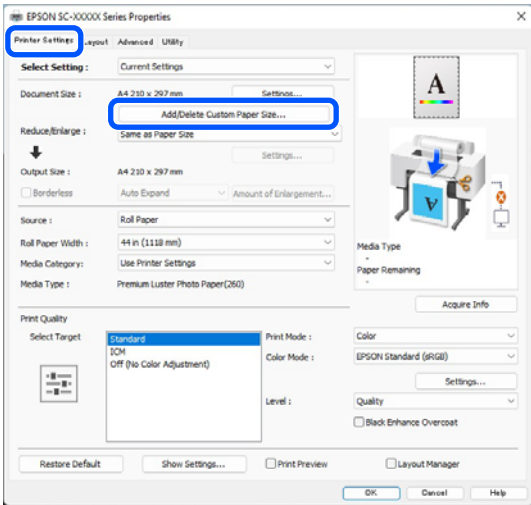 EPSON SC-XXXXX Series Properties
Printer Settings Layout Advanced Utility
Select Setting : Current Settings
Document Size : A4 210 x 297 mm Settings...
Add/Delete Custom Paper Size...
Reduce/Enlarge : Same as Paper Size
Settings...
Output Size : A4 210 x 297 mm
Borderless Auto Expand Amount of Enlargement...
Source : Roll Paper
Roll Paper Width : 44 in (1118 mm)
Media Category: Use Printer Settings
Media Type : Premium Luster Photo Paper(260)
A
Media Type
-
Paper Remaining
-
Acquire Info
Print Quality
Select Target
Standard
ICM
Off (No Color Adjustment)
Print Mode : Color
Color Mode : EPSON Standard (sRGB)
Settings...
Level : Quality
Black Enhance Overcoat
Restore Default Show Settings... Print Preview Layout Manager
OK Cancel Help